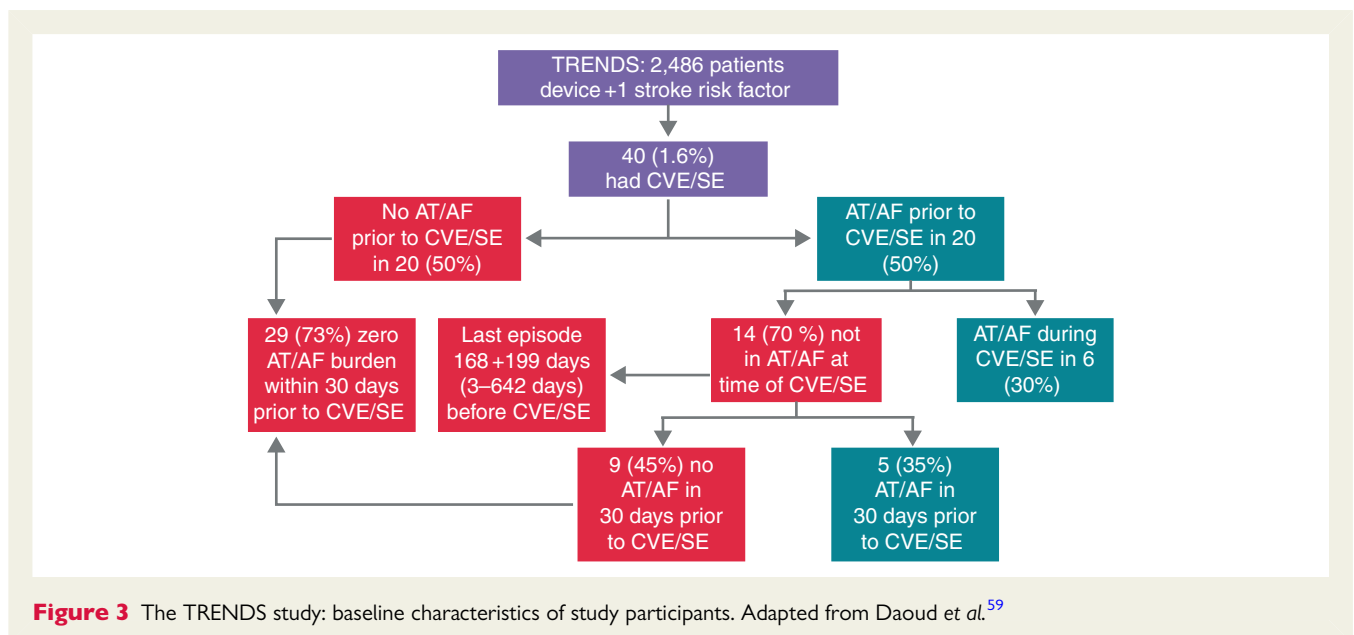 TRENDS: 2,486 patients
device +1 stroke risk factor
40 (1.6%)
had CVE/SE
No AT/AF
prior to CVE/SE
in 20 (50%)
AT/AF prior to
CVE/SE in 20
(50%)
29 (73%) zero
AT/AF burden
within 30 days
prior to CVE/SE
Last episode
168 +199 days
(3–642 days)
before CVE/SE
14 (70 %) not
in AT/AF at
time of CVE/SE
AT/AF during
CVE/SE in 6
(30%)
9 (45%) no
AT/AF in
30 days prior
to CVE/SE
5 (35%)
AT/AF in
30 days prior
to CVE/SE
Figure 3 The TRENDS study: baseline characteristics of study participants. Adapted from Daoud et al.59